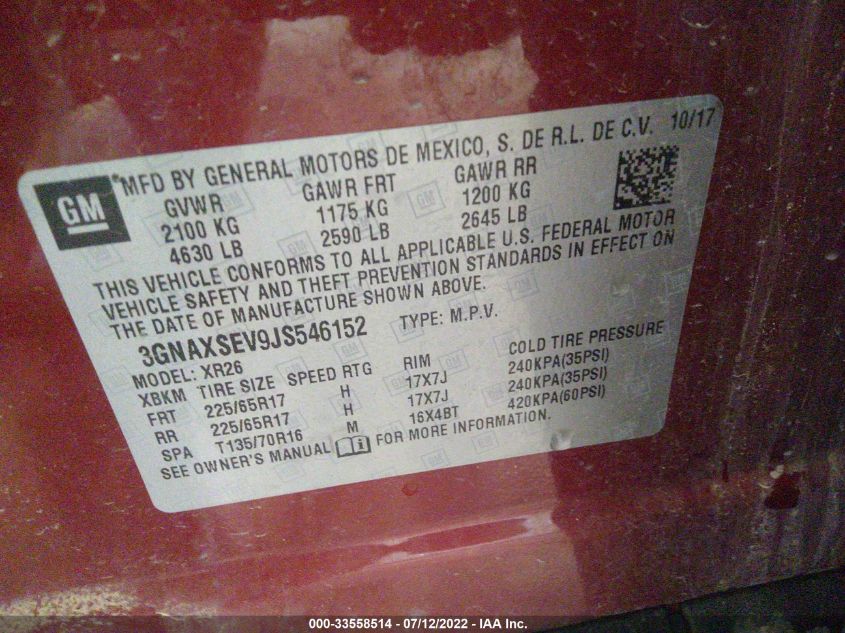 GM *MFD BY GENERAL MOTORS DE MEXICO, S. DE R.L. DE C.V. 10/17
GVWR GAWR FRT GAWR RR
2100 KG 1175 KG 1200 KG
4630 LB 2590 LB 2645 LB
THIS VEHICLE CONFORMS TO ALL APPLICABLE U.S. FEDERAL MOTOR
VEHICLE SAFETY AND THEFT PREVENTION STANDARDS IN EFFECT ON
THE DATE OF MANUFACTURE SHOWN ABOVE.
3GNAXSEV9JS546152 TYPE: M.P.V.
MODEL: XR26
XBKM TIRE SIZE SPEED RTG RIM COLD TIRE PRESSURE
FRT 225/65R17 H 17X7J 240KPA(35PSI)
RR 225/65R17 H 17X7J 240KPA(35PSI)
SPA T135/70R16 M 16X4BT 420KPA(60PSI)
SEE OWNER'S MANUAL FOR MORE INFORMATION.
000-33558514 - 07/12/2022 - IAA Inc.